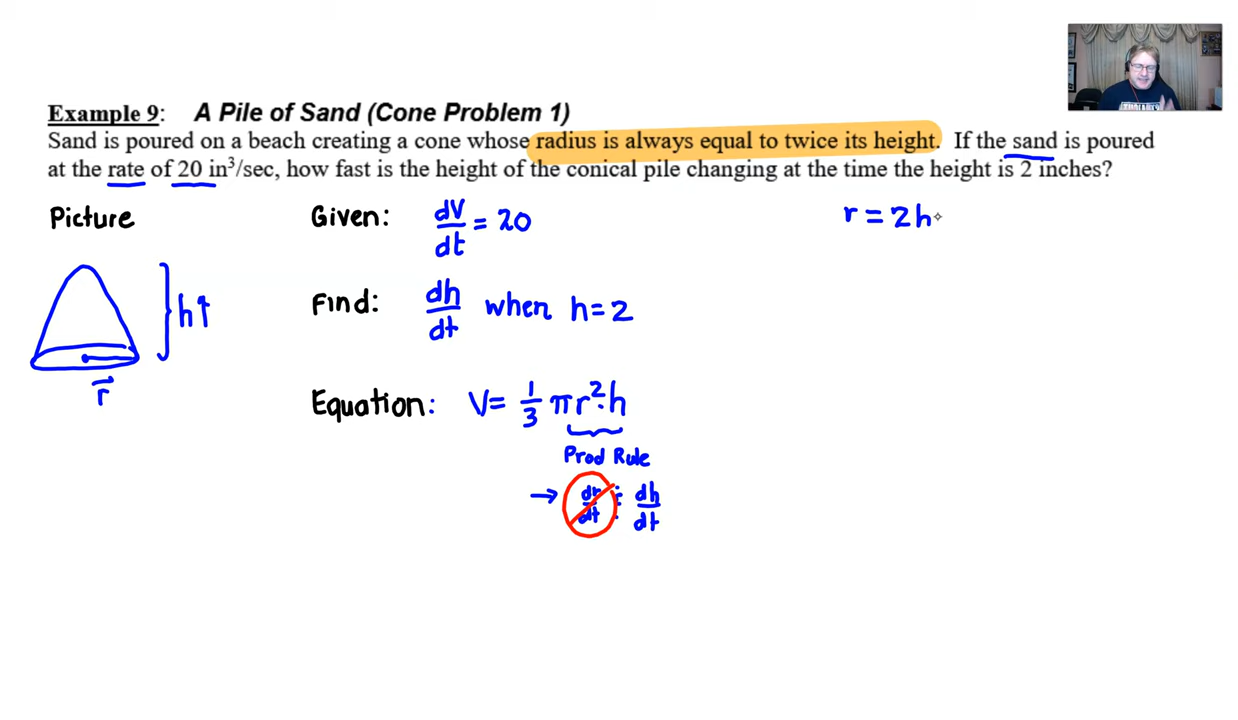 Example 9: A Pile of Sand (Cone Problem 1)
Sand is poured on a beach creating a cone whose radius is always equal to twice its height. If the sand is poured
at the rate of 20 in³/sec, how fast is the height of the conical pile changing at the time the height is 2 inches?
Picture
h↑
r
Given: dV/dt = 20
Find: dh/dt when h=2
Equation: V= 1/3 πr²·h
Prod Rule
→ dr/dt dh/dt
r = 2h